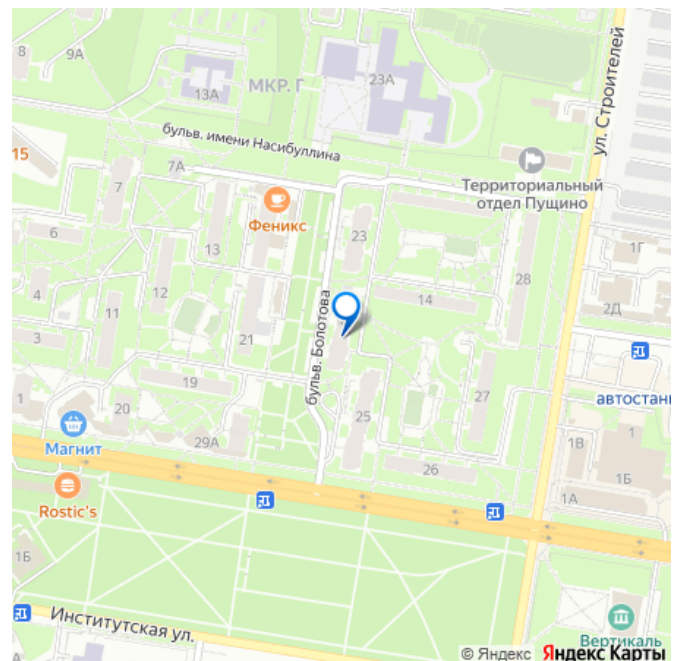 8
9А
13А
МКР. Г
23А
ул. Строителей
бульв. имени Насибуллина
15
7А
7
Феникс
Территориальный
отдел Пущино
6
13
23
28
1Г
4
12
14
2Д
11
3
21
бульв. Болотова
19
27
автостан
1
20
25
29А
26
1В
1
1Б
Магнит
1А
Rostic's
1Б
Институтская ул.
Вертикаль
© Яндекс Яндекс Карты